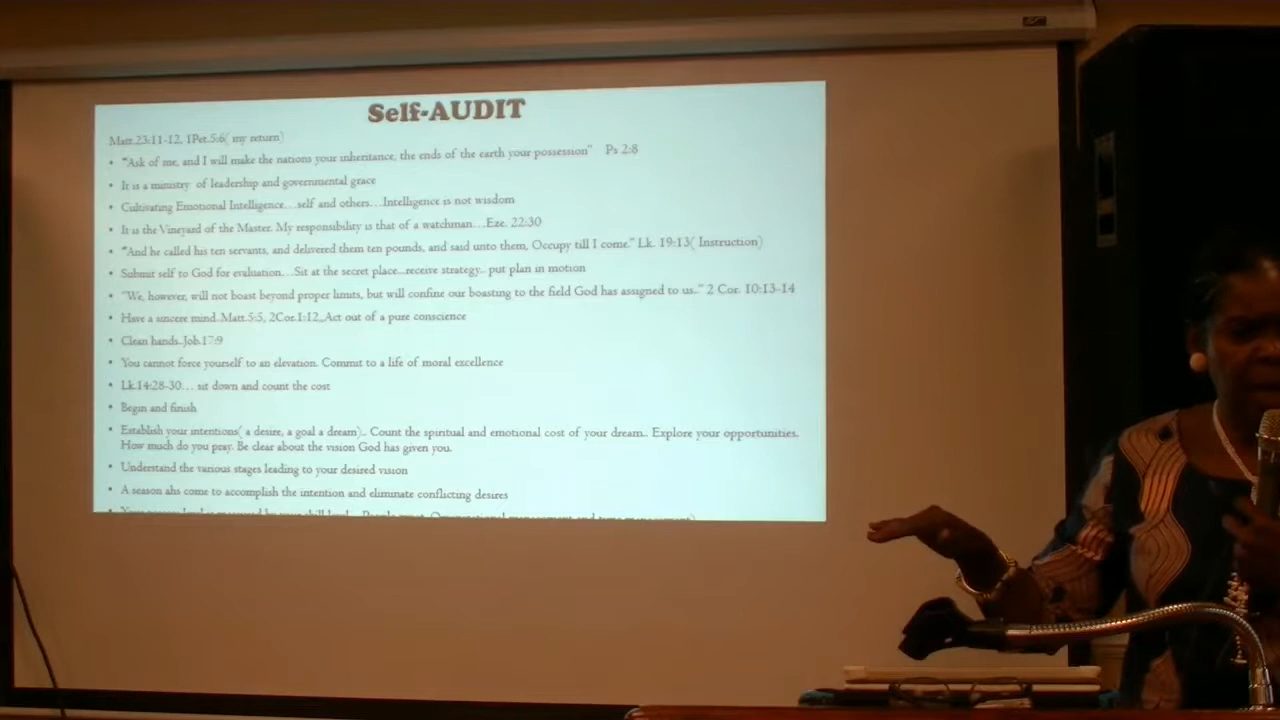 Self-AUDIT
Matt.23:11-12, 1Pet.5:6( my return)
• "Ask of me, and I will make the nations your inheritance, the ends of the earth your possession" Ps 2:8
• It is a ministry of leadership and governmental grace
• Cultivating Emotional Intelligence…self and others…Intelligence is not wisdom
• It is the Vineyard of the Master. My responsibility is that of a watchman…Eze. 22:30
• "And he called his ten servants, and delivered them ten pounds, and said unto them, Occupy till I come." Lk. 19:13( Instruction)
• Submit self to God for evaluation…Sit at the secret place...receive strategy.. put plan in motion
• "We, however, will not boast beyond proper limits, but will confine our boasting to the field God has assigned to us.." 2 Cor. 10:13-14
• Have a sincere mind..Matt.5:5, 2Cor.1:12,,Act out of a pure conscience
• Clean hands..Job.17:9
• You cannot force yourself to an elevation. Commit to a life of moral excellence
• Lk.14:28-30… sit down and count the cost
• Begin and finish
• Establish your intentions( a desire, a goal a dream).. Count the spiritual and emotional cost of your dream.. Explore your opportunities.
How much do you pray. Be clear about the vision God has given you.
• Understand the various stages leading to your desired vision
• A season ahs come to accomplish the intention and eliminate conflicting desires